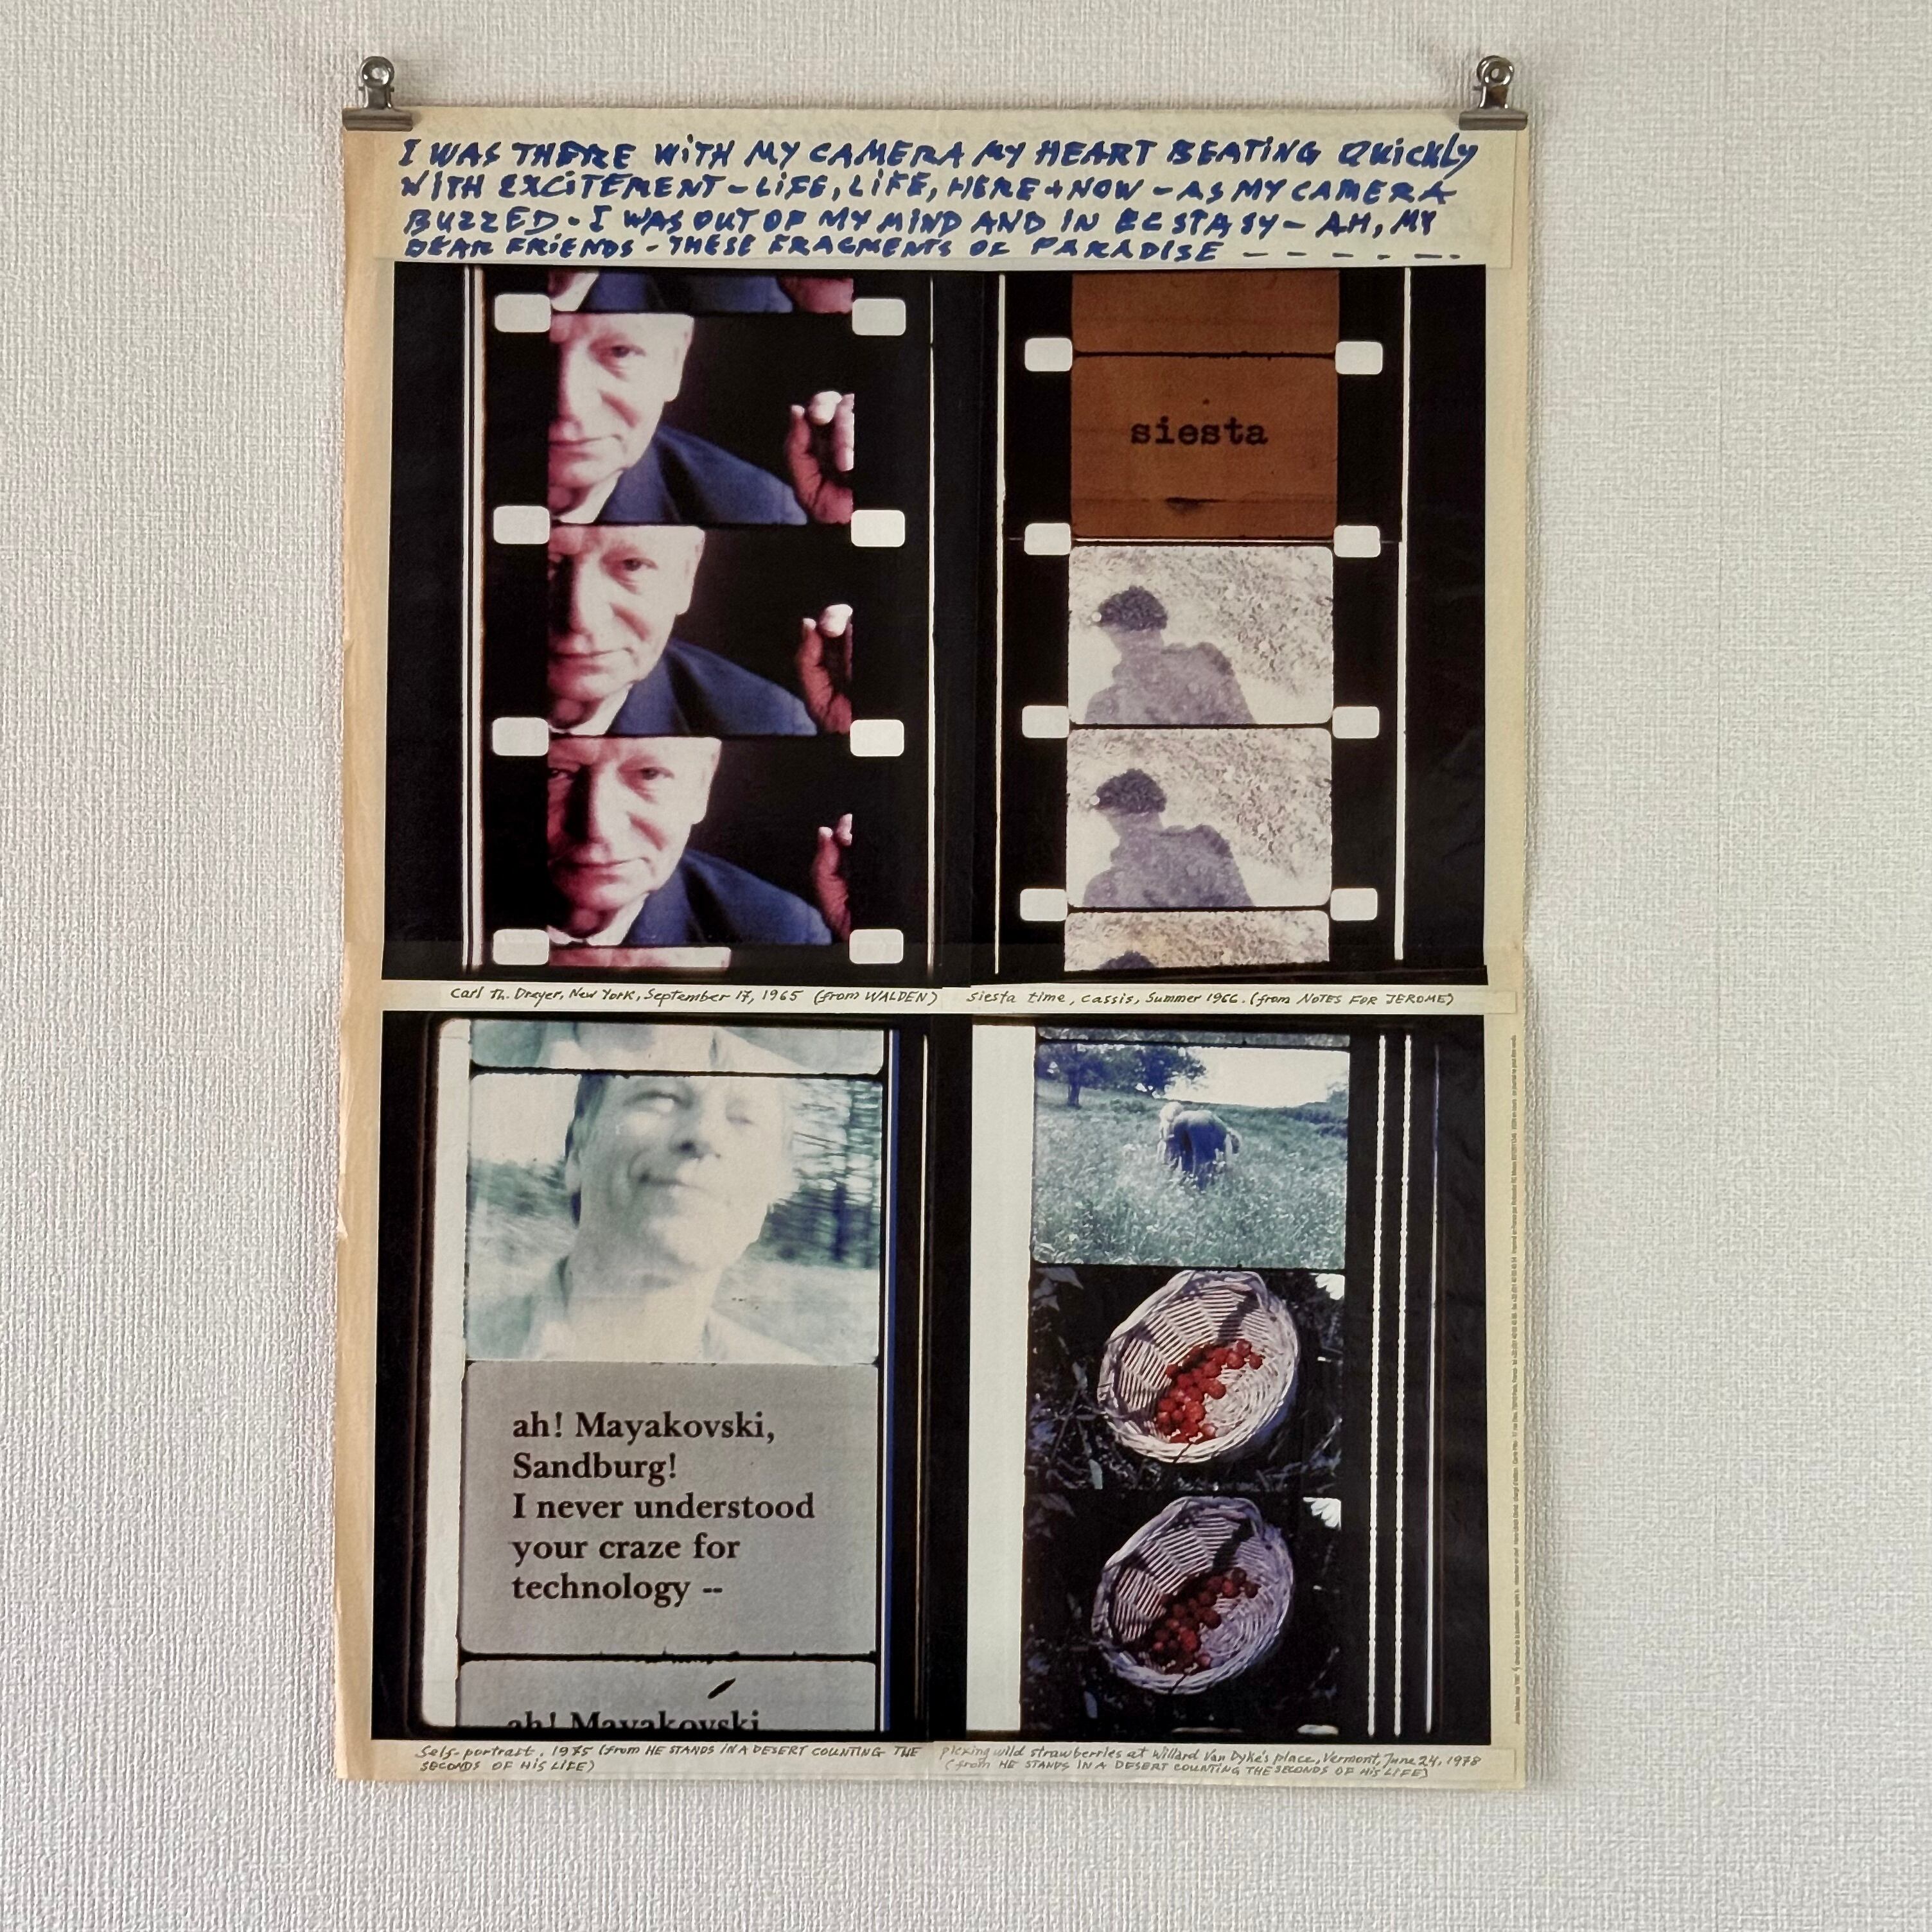 I WAS THERE WITH MY CAMERA MY HEART BEATING QUICKLY
WITH EXCITEMENT - LIFE, LIFE, HERE + NOW - AS MY CAMERA
BUZZED - I WAS OUT OF MY MIND AND IN ECSTASY - AH, MY
DEAR FRIENDS - THESE FRAGMENTS OF PARADISE - - - - - -
siesta
Carl Th. Dreyer, New York, September 17, 1965 (from WALDEN)
siesta time, Cassis, Summer 1966. (from NOTES FOR JEROME)
ah! Mayakovski,
Sandburg!
I never understood
your craze for
technology --
ah! Mayakovski
Self-portrait, 1975 (from HE STANDS IN A DESERT COUNTING THE
SECONDS OF HIS LIFE)
picking wild strawberries at Willard Van Dyke's place, Vermont, June 24, 1978
(from HE STANDS IN A DESERT COUNTING THE SECONDS OF HIS LIFE)